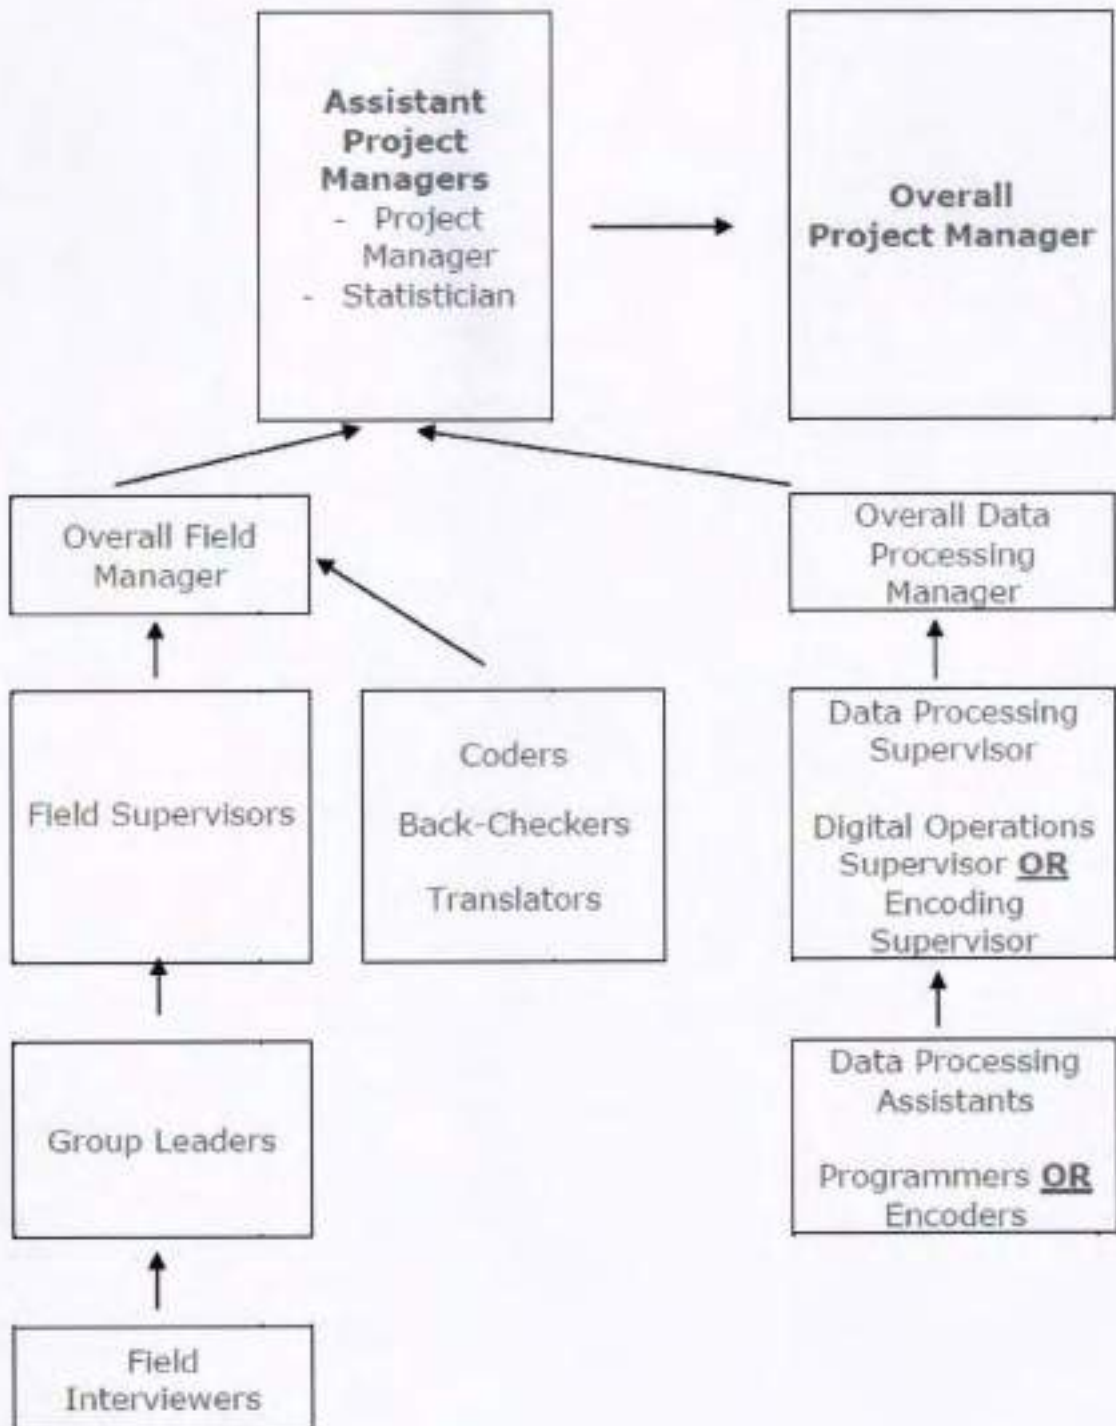 Assistant
Project
Managers
- Project
Manager
- Statistician
Overall
Project Manager
Overall Field
Manager
Overall Data
Processing
Manager
Field Supervisors
Coders
Back-Checkers
Translators
Data Processing
Supervisor
Digital Operations
Supervisor OR
Encoding
Supervisor
Group Leaders
Data Processing
Assistants
Programmers OR
Encoders
Field
Interviewers